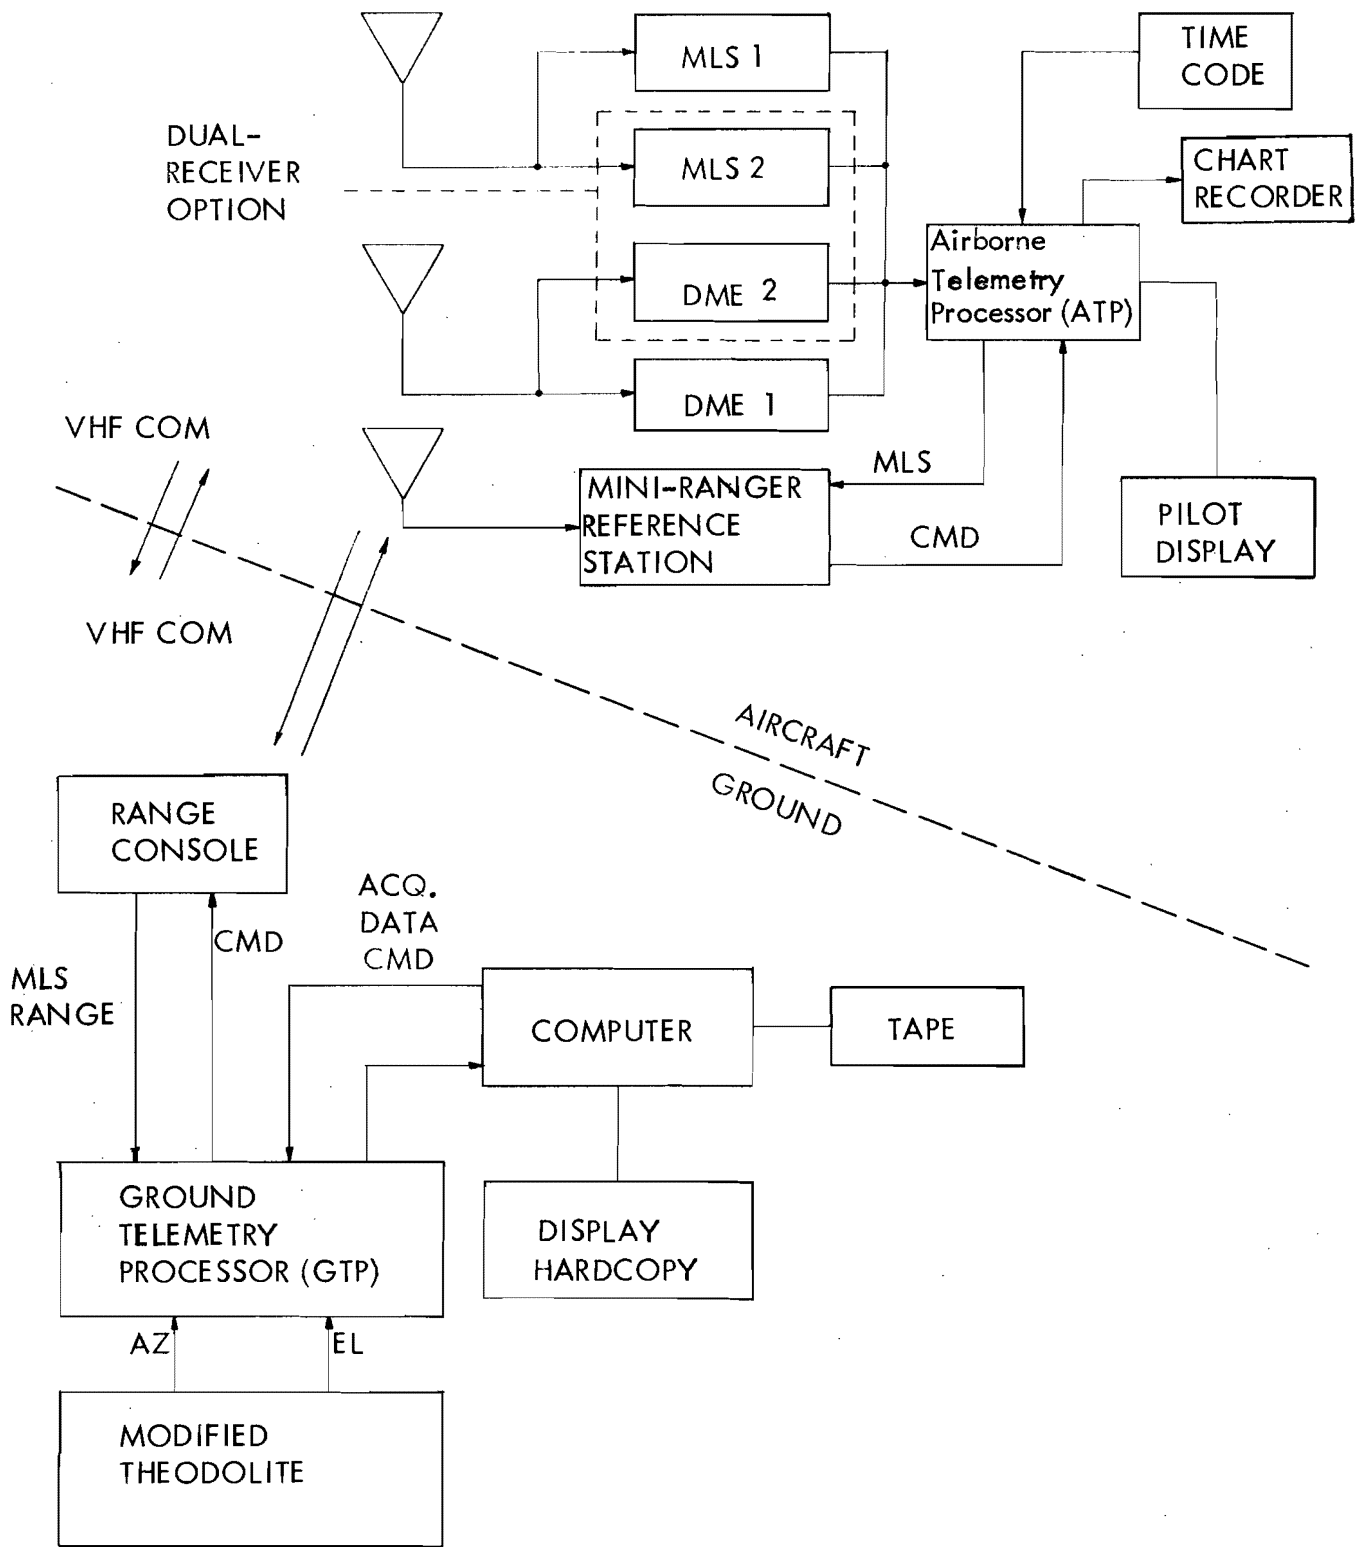 MLS 1
TIME
CODE
DUAL-
RECEIVER
OPTION
MLS 2
CHART
RECORDER
Airborne
Telemetry
Processor (ATP)
DME 2
DME 1
VHF COM
MLS
MINI-RANGER
REFERENCE
STATION
CMD
PILOT
DISPLAY
VHF COM
AIRCRAFT
GROUND
RANGE
CONSOLE
ACQ.
DATA
CMD
CMD
MLS
RANGE
COMPUTER
TAPE
GROUND
TELEMETRY
PROCESSOR (GTP)
DISPLAY
HARDCOPY
AZ
EL
MODIFIED
THEODOLITE